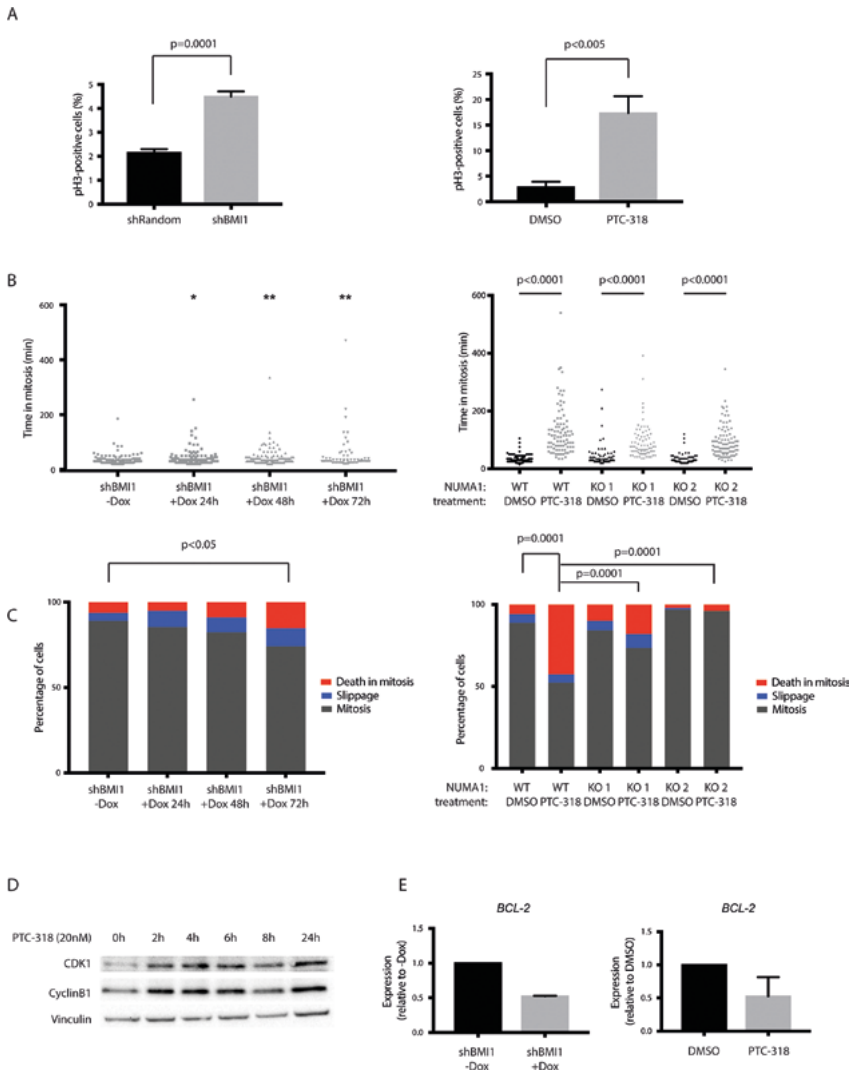 A
p=0.0001
pH3-positive cells (%)
5
4
3
2
1
0
shRandom
shBMI1
p<0.005
pH3-positive cells (%)
25
20
15
10
5
0
DMSO
PTC-318
B
Time in mitosis (min)
600
400
200
0
*
**
**
shBMI1 shBMI1 shBMI1 shBMI1
-Dox +Dox 24h +Dox 48h +Dox 72h
p<0.0001 p<0.0001 p<0.0001
Time in mitosis (min)
600
400
200
0
NUMA1: WT WT KO 1 KO 1 KO 2 KO 2
treatment: DMSO PTC-318 DMSO PTC-318 DMSO PTC-318
C
p<0.05
Percentage of cells
100
50
0
Death in mitosis
Slippage
Mitosis
shBMI1 shBMI1 shBMI1 shBMI1
-Dox +Dox 24h +Dox 48h +Dox 72h
p=0.0001
p=0.0001
p=0.0001
Percentage of cells
100
50
0
Death in mitosis
Slippage
Mitosis
NUMA1: WT WT KO 1 KO 1 KO 2 KO 2
treatment: DMSO PTC-318 DMSO PTC-318 DMSO PTC-318
D
PTC-318 (20nM) 0h 2h 4h 6h 8h 24h
CDK1
CyclinB1
Vinculin
E
BCL-2
Expression
(relative to -Dox)
1.5
1.0
0.5
0.0
shBMI1 shBMI1
-Dox +Dox
BCL-2
Expression
(relative to DMSO)
1.5
1.0
0.5
0.0
DMSO
PTC-318